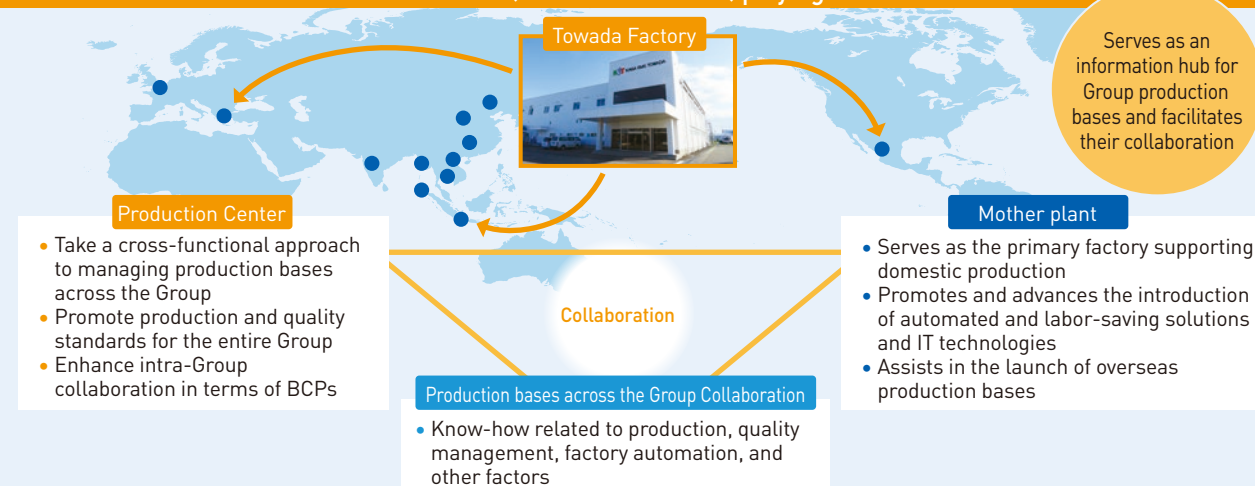 Towada Factory
Serves as an
information hub for
Group production
bases and facilitates
their collaboration
Production Center
• Take a cross-functional approach
to managing production bases
across the Group
• Promote production and quality
standards for the entire Group
• Enhance intra-Group
collaboration in terms of BCPs
Mother plant
• Serves as the primary factory supporting
domestic production
• Promotes and advances the introduction
of automated and labor-saving solutions
and IT technologies
• Assists in the launch of overseas
production bases
Collaboration
Production bases across the Group Collaboration
• Know-how related to production, quality
management, factory automation, and
other factors